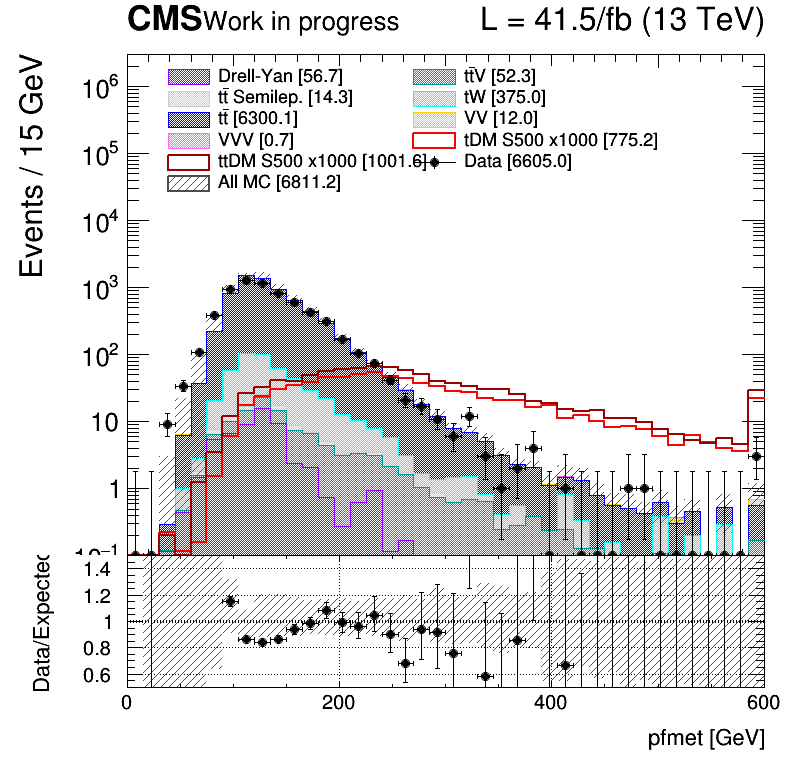 CMS Work in progress L = 41.5/fb (13 TeV)
Events / 15 GeV
Drell-Yan [56.7] tt̄V [52.3]
tt̄ Semilep. [14.3] tW [375.0]
tt̄ [6300.1] VV [12.0]
VVV [0.7] tDM S500 x1000 [775.2]
ttDM S500 x1000 [1001.6] Data [6605.0]
All MC [6811.2]
10⁶
10⁵
10⁴
10³
10²
10
1
10⁻¹
Data/Expected
1.4
1.2
1
0.8
0.6
0 200 400 600
pfmet [GeV]